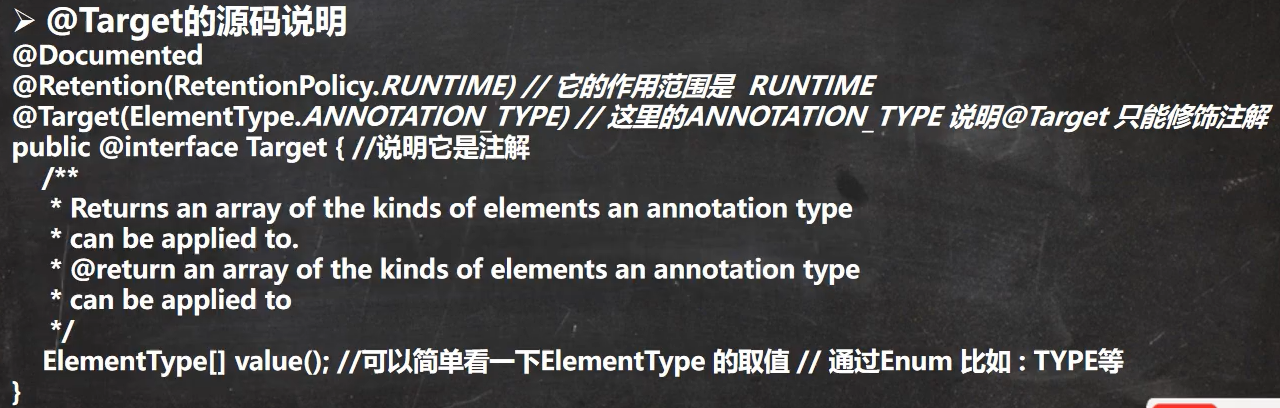 ➢ @Target的源码说明
@Documented
@Retention(RetentionPolicy.RUNTIME) // 它的作用范围是 RUNTIME
@Target(ElementType.ANNOTATION_TYPE) // 这里的ANNOTATION_TYPE 说明@Target 只能修饰注解
public @interface Target { //说明它是注解
/**
* Returns an array of the kinds of elements an annotation type
* can be applied to.
* @return an array of the kinds of elements an annotation type
* can be applied to
*/
ElementType[] value(); //可以简单看一下ElementType 的取值 // 通过Enum 比如：TYPE等
}